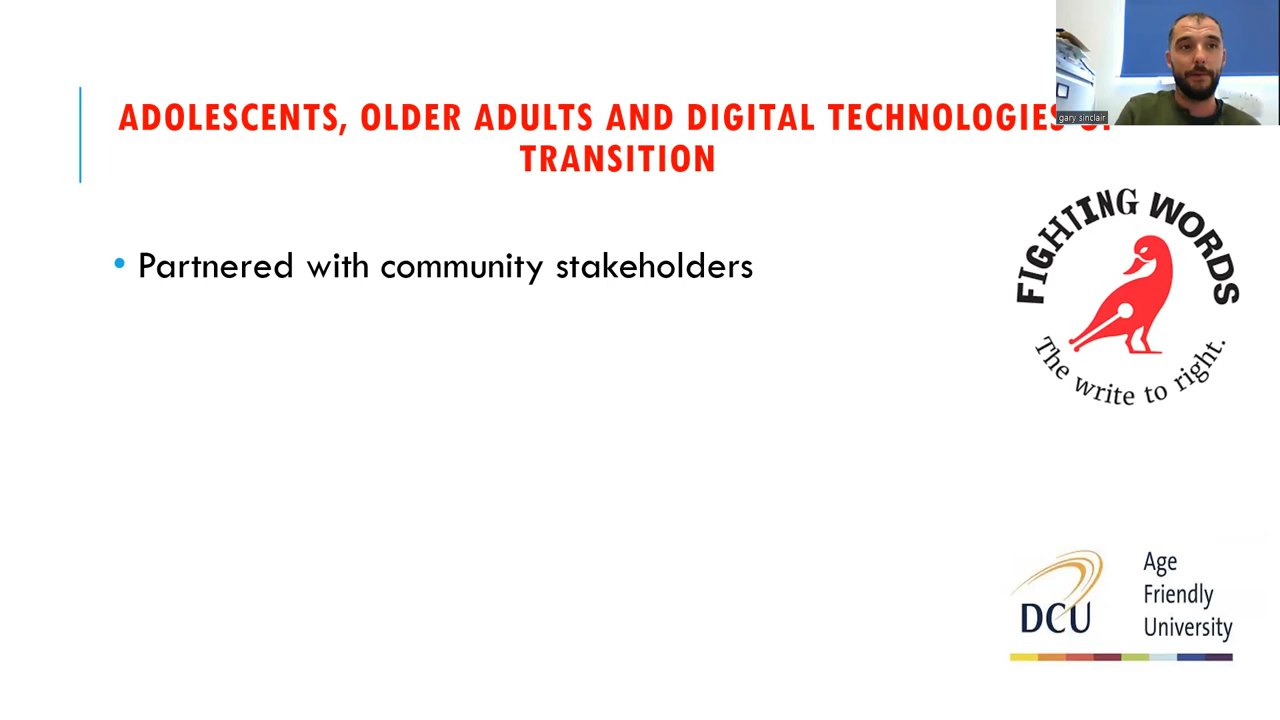 ADOLESCENTS, OLDER ADULTS AND DIGITAL TECHNOLOGIES
TRANSITION
gary sinclair
• Partnered with community stakeholders
FIGHTING WORDS
The write to right.
DCU
Age
Friendly
University